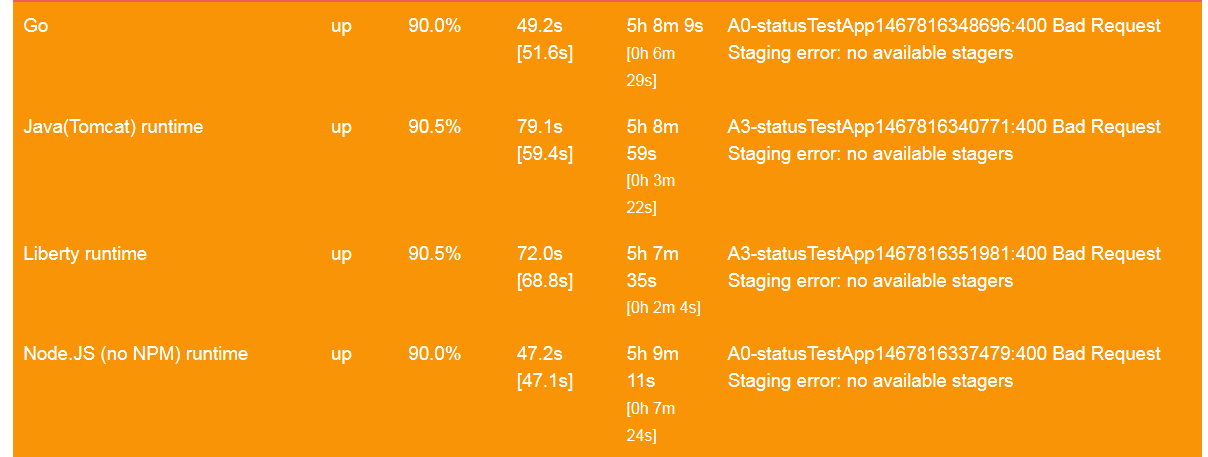 Go up 90.0% 49.2s 5h 8m 9s A0-statusTestApp1467816348696:400 Bad Request
[51.6s] [0h 6m Staging error: no available stagers
29s]
Java(Tomcat) runtime up 90.5% 79.1s 5h 8m A3-statusTestApp1467816340771:400 Bad Request
[59.4s] 59s Staging error: no available stagers
[0h 3m
22s]
Liberty runtime up 90.5% 72.0s 5h 7m A3-statusTestApp1467816351981:400 Bad Request
[68.8s] 35s Staging error: no available stagers
[0h 2m 4s]
Node.JS (no NPM) runtime up 90.0% 47.2s 5h 9m A0-statusTestApp1467816337479:400 Bad Request
[47.1s] 11s Staging error: no available stagers
[0h 7m
24s]